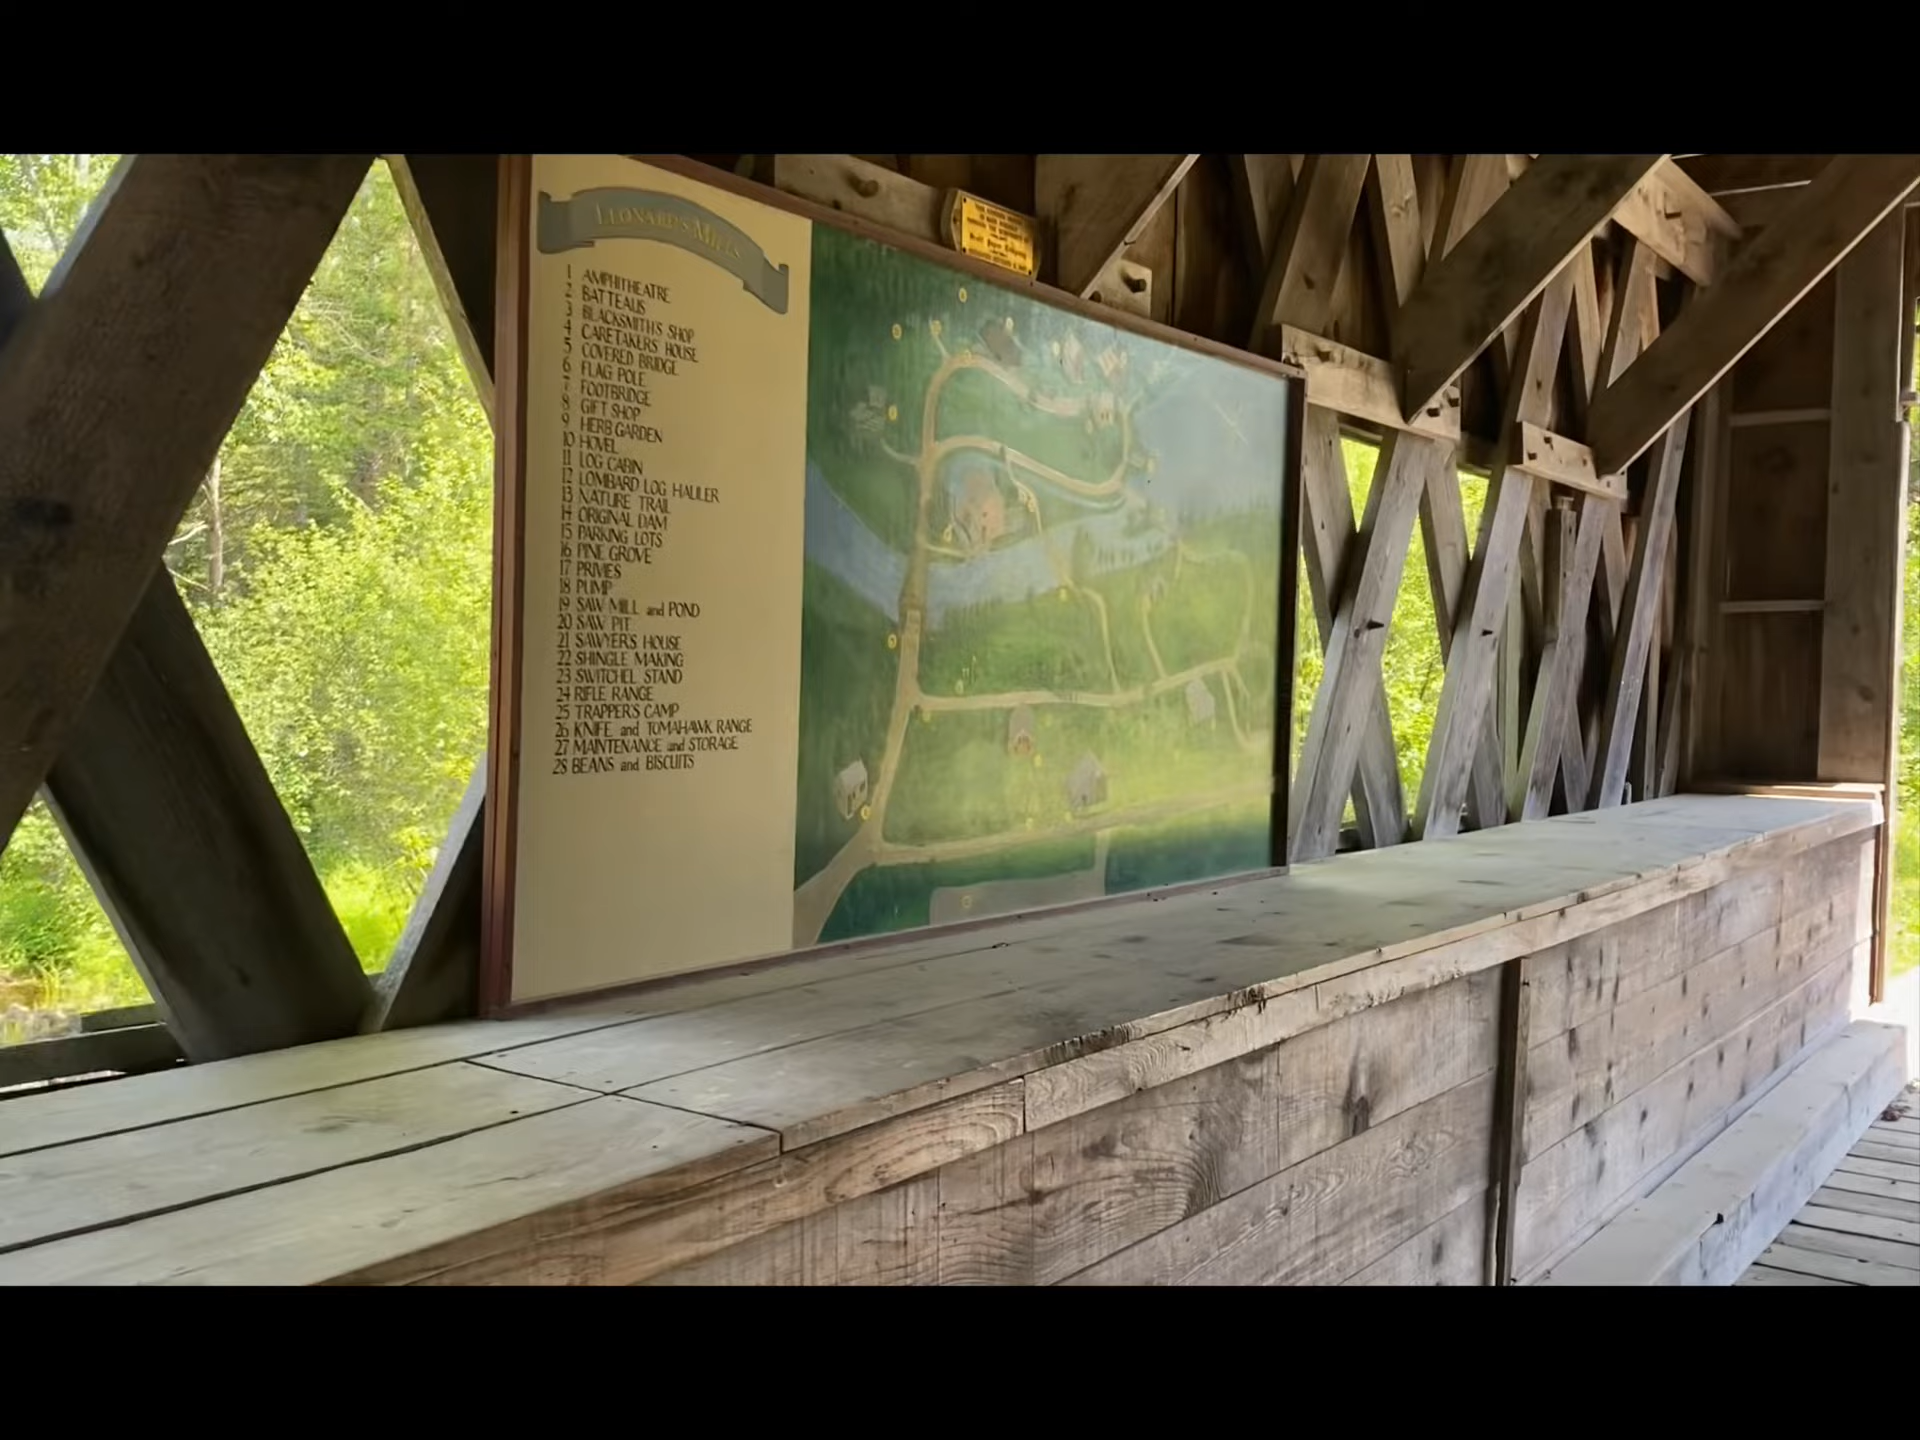 LEONARD'S MILLS
1 AMPHITHEATRE
2 BATTEAUS
3 BLACKSMITH'S SHOP
4 CARETAKERS HOUSE
5 COVERED BRIDGE
6 FLAG POLE
7 FOOTBRIDGE
8 GIFT SHOP
9 HERB GARDEN
10 HOVEL
11 LOG CABIN
12 LOMBARD LOG HAULER
13 NATURE TRAIL
14 ORIGINAL DAM
15 PARKING LOTS
16 PINE GROVE
17 PRIVIES
18 PUMP
19 SAW MILL and POND
20 SAW PIT
21 SAWYER'S HOUSE
22 SHINGLE MAKING
23 SWITCHEL STAND
24 RIFLE RANGE
25 TRAPPER'S CAMP
26 KNIFE and TOMAHAWK RANGE
27 MAINTENANCE and STORAGE
28 BEANS and BISCUITS